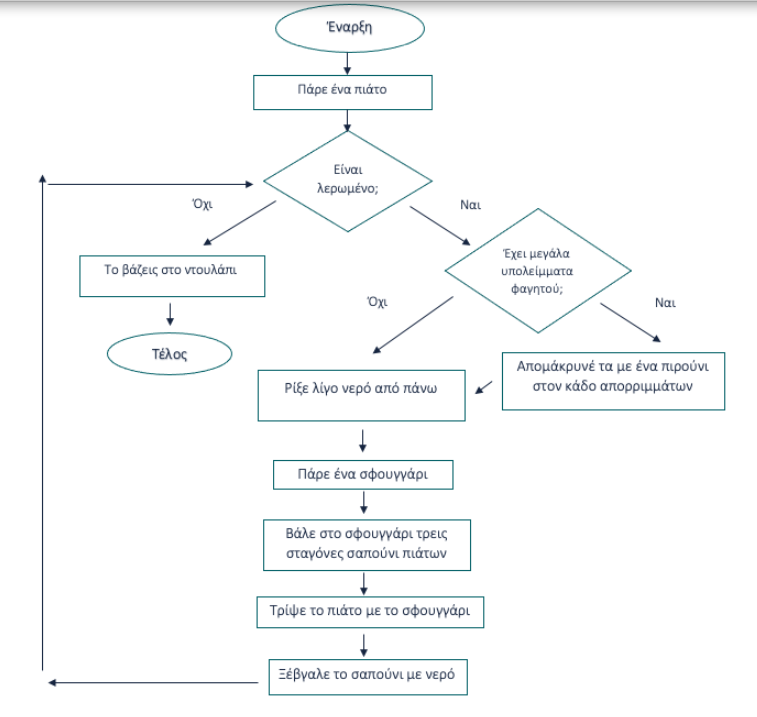 Έναρξη
Πάρε ένα πιάτο
Είναι
λερωμένο;
Όχι
Ναι
Το βάζεις στο ντουλάπι
Τέλος
Έχει μεγάλα
υπολείμματα
φαγητού;
Όχι
Ναι
Απομάκρυνέ τα με ένα πιρούνι
στον κάδο απορριμμάτων
Ρίξε λίγο νερό από πάνω
Πάρε ένα σφουγγάρι
Βάλε στο σφουγγάρι τρεις
σταγόνες σαπούνι πιάτων
Τρίψε το πιάτο με το σφουγγάρι
Ξέβγαλε το σαπούνι με νερό